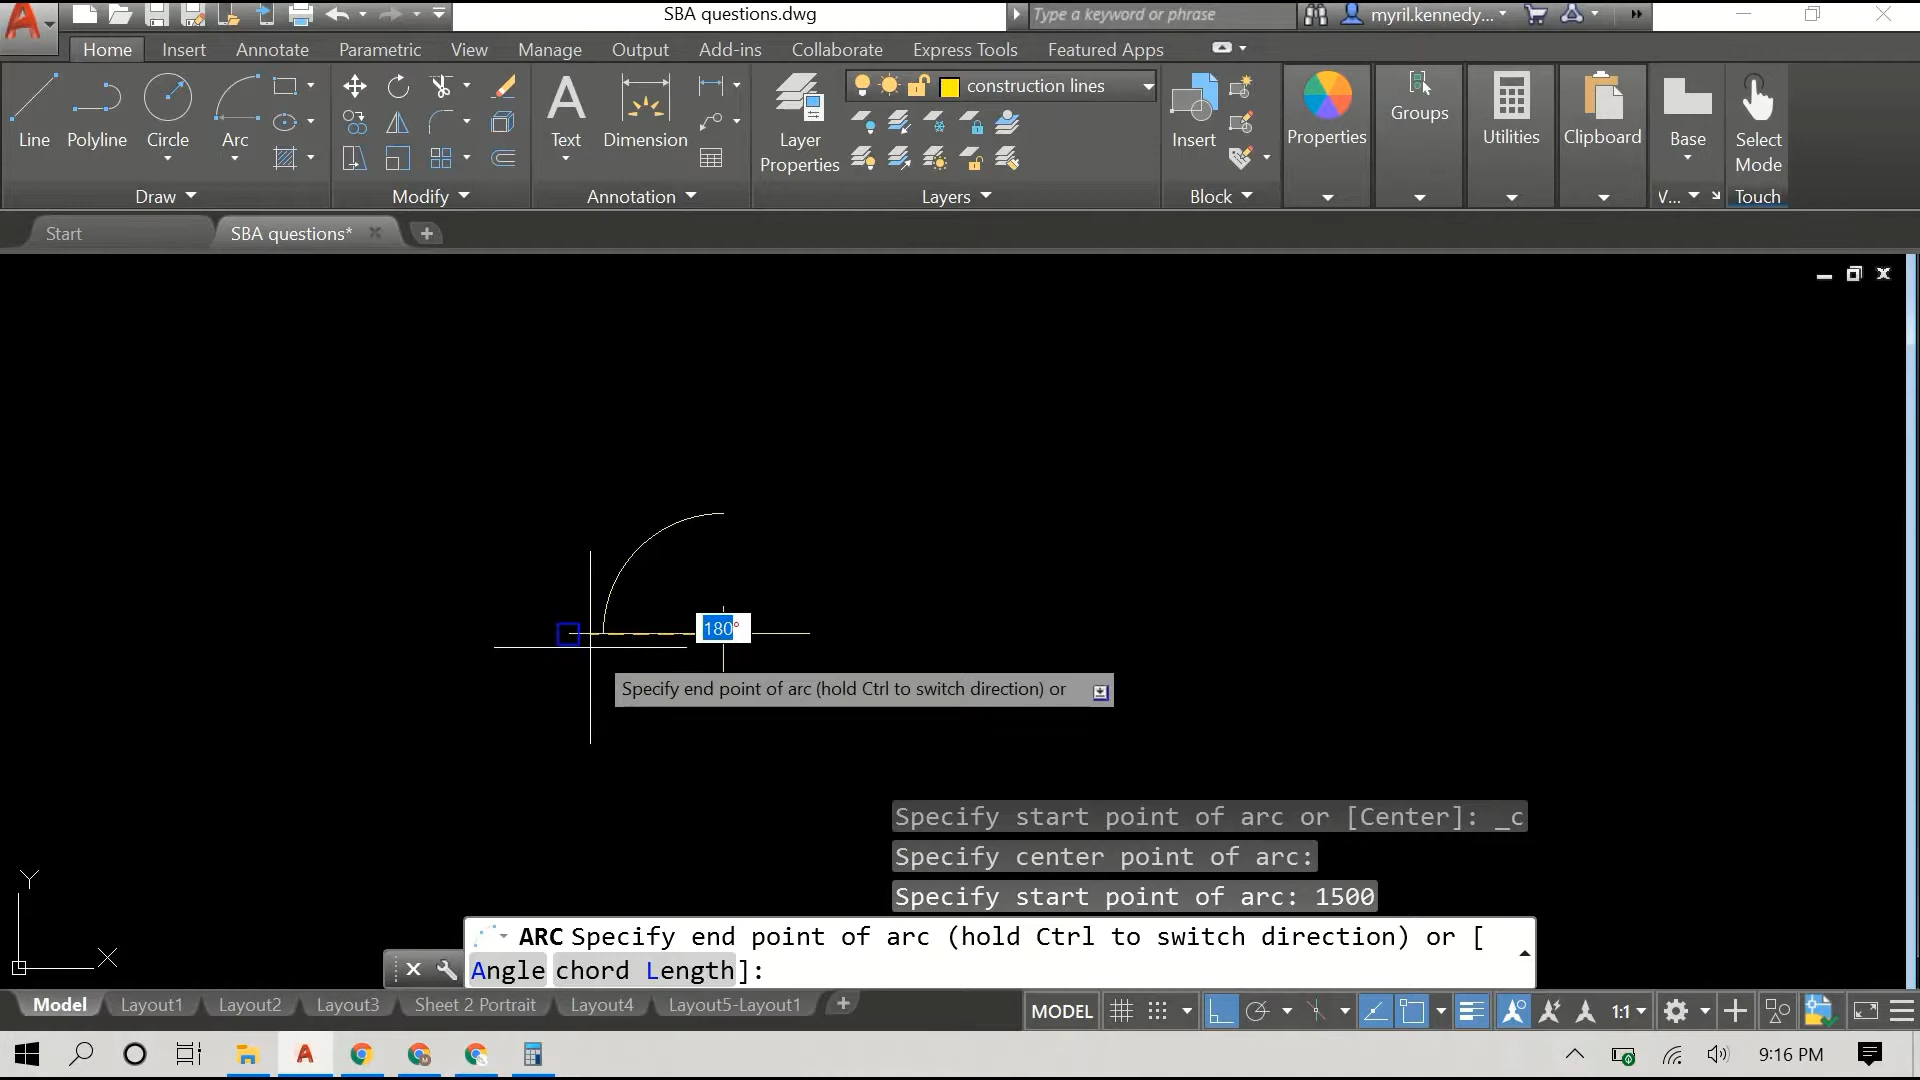 SBA questions.dwg
Type a keyword or phrase
myril.kennedy...
Home Insert Annotate Parametric View Manage Output Add-ins Collaborate Express Tools Featured Apps
construction lines
Line Polyline Circle Arc
A
Text Dimension
Layer
Properties
Insert
Properties
Groups
Utilities
Clipboard
Base
Select
Mode
Draw Modify Annotation Layers Block V... Touch
Start SBA questions* +
180°
Specify end point of arc (hold Ctrl to switch direction) or
Specify start point of arc or [Center]: _c
Specify center point of arc:
Specify start point of arc: 1500
Y
X
ARC Specify end point of arc (hold Ctrl to switch direction) or [
Angle chord Length]:
Model Layout1 Layout2 Layout3 Sheet 2 Portrait Layout4 Layout5-Layout1 +
MODEL 1:1
9:16 PM